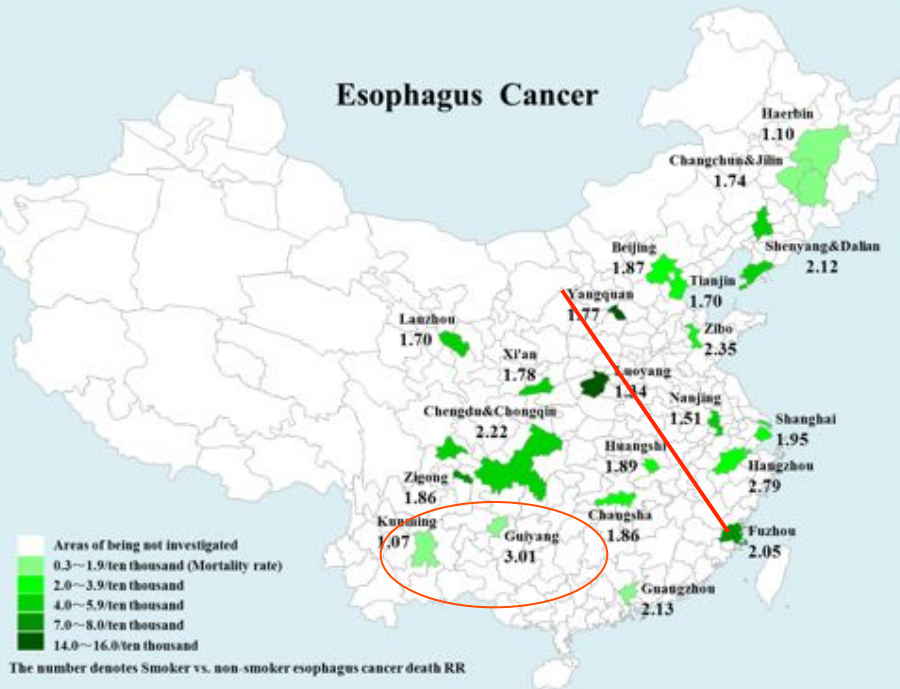 Esophagus Cancer
Haerbin
1.10
Changchun&Jilin
1.74
Shenyang&Dalian
2.12
Beijing
1.87
Tianjin
1.70
Yangquan
1.77
Lanzhou
1.70
Zibo
2.35
Xi'an
1.78
Luoyang
1.34
Nanjing
1.51
Chengdu&Chongqin
2.22
Shanghai
1.95
Huangshi
1.89
Hangzhou
2.79
Zigong
1.86
Changsha
1.86
Kunming
1.07
Guiyang
3.01
Fuzhou
2.05
Guangzhou
2.13
Areas of being not investigated
0.3~1.9/ten thousand (Mortality rate)
2.0~3.9/ten thousand
4.0~5.9/ten thousand
7.0~8.0/ten thousand
14.0~16.0/ten thousand
The number denotes Smoker vs. non-smoker esophagus cancer death RR